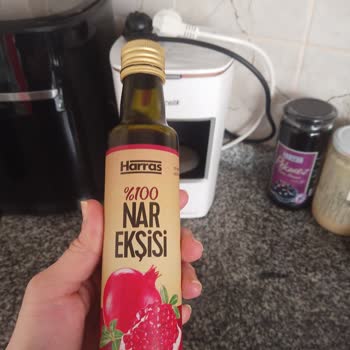 Harras
%100
NAR
EKŞİSİ